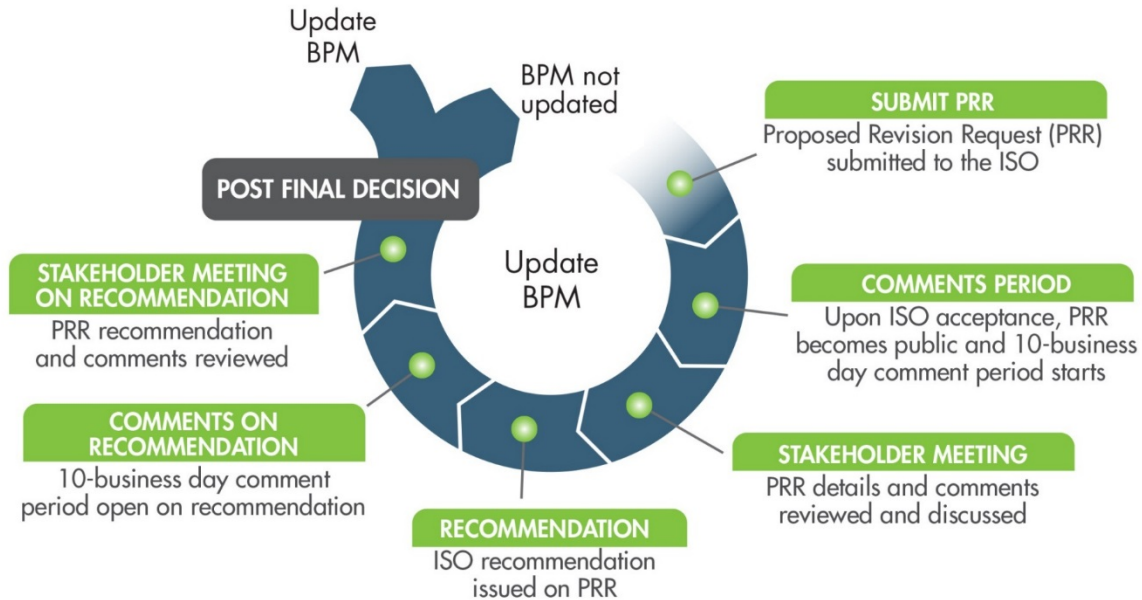 Update
BPM
BPM not
updated
SUBMIT PRR
Proposed Revision Request (PRR)
submitted to the ISO
POST FINAL DECISION
Update
BPM
STAKEHOLDER MEETING
ON RECOMMENDATION
PRR recommendation
and comments reviewed
COMMENTS PERIOD
Upon ISO acceptance, PRR
becomes public and 10-business
day comment period starts
COMMENTS ON
RECOMMENDATION
10-business day comment
period open on recommendation
STAKEHOLDER MEETING
PRR details and comments
reviewed and discussed
RECOMMENDATION
ISO recommendation
issued on PRR